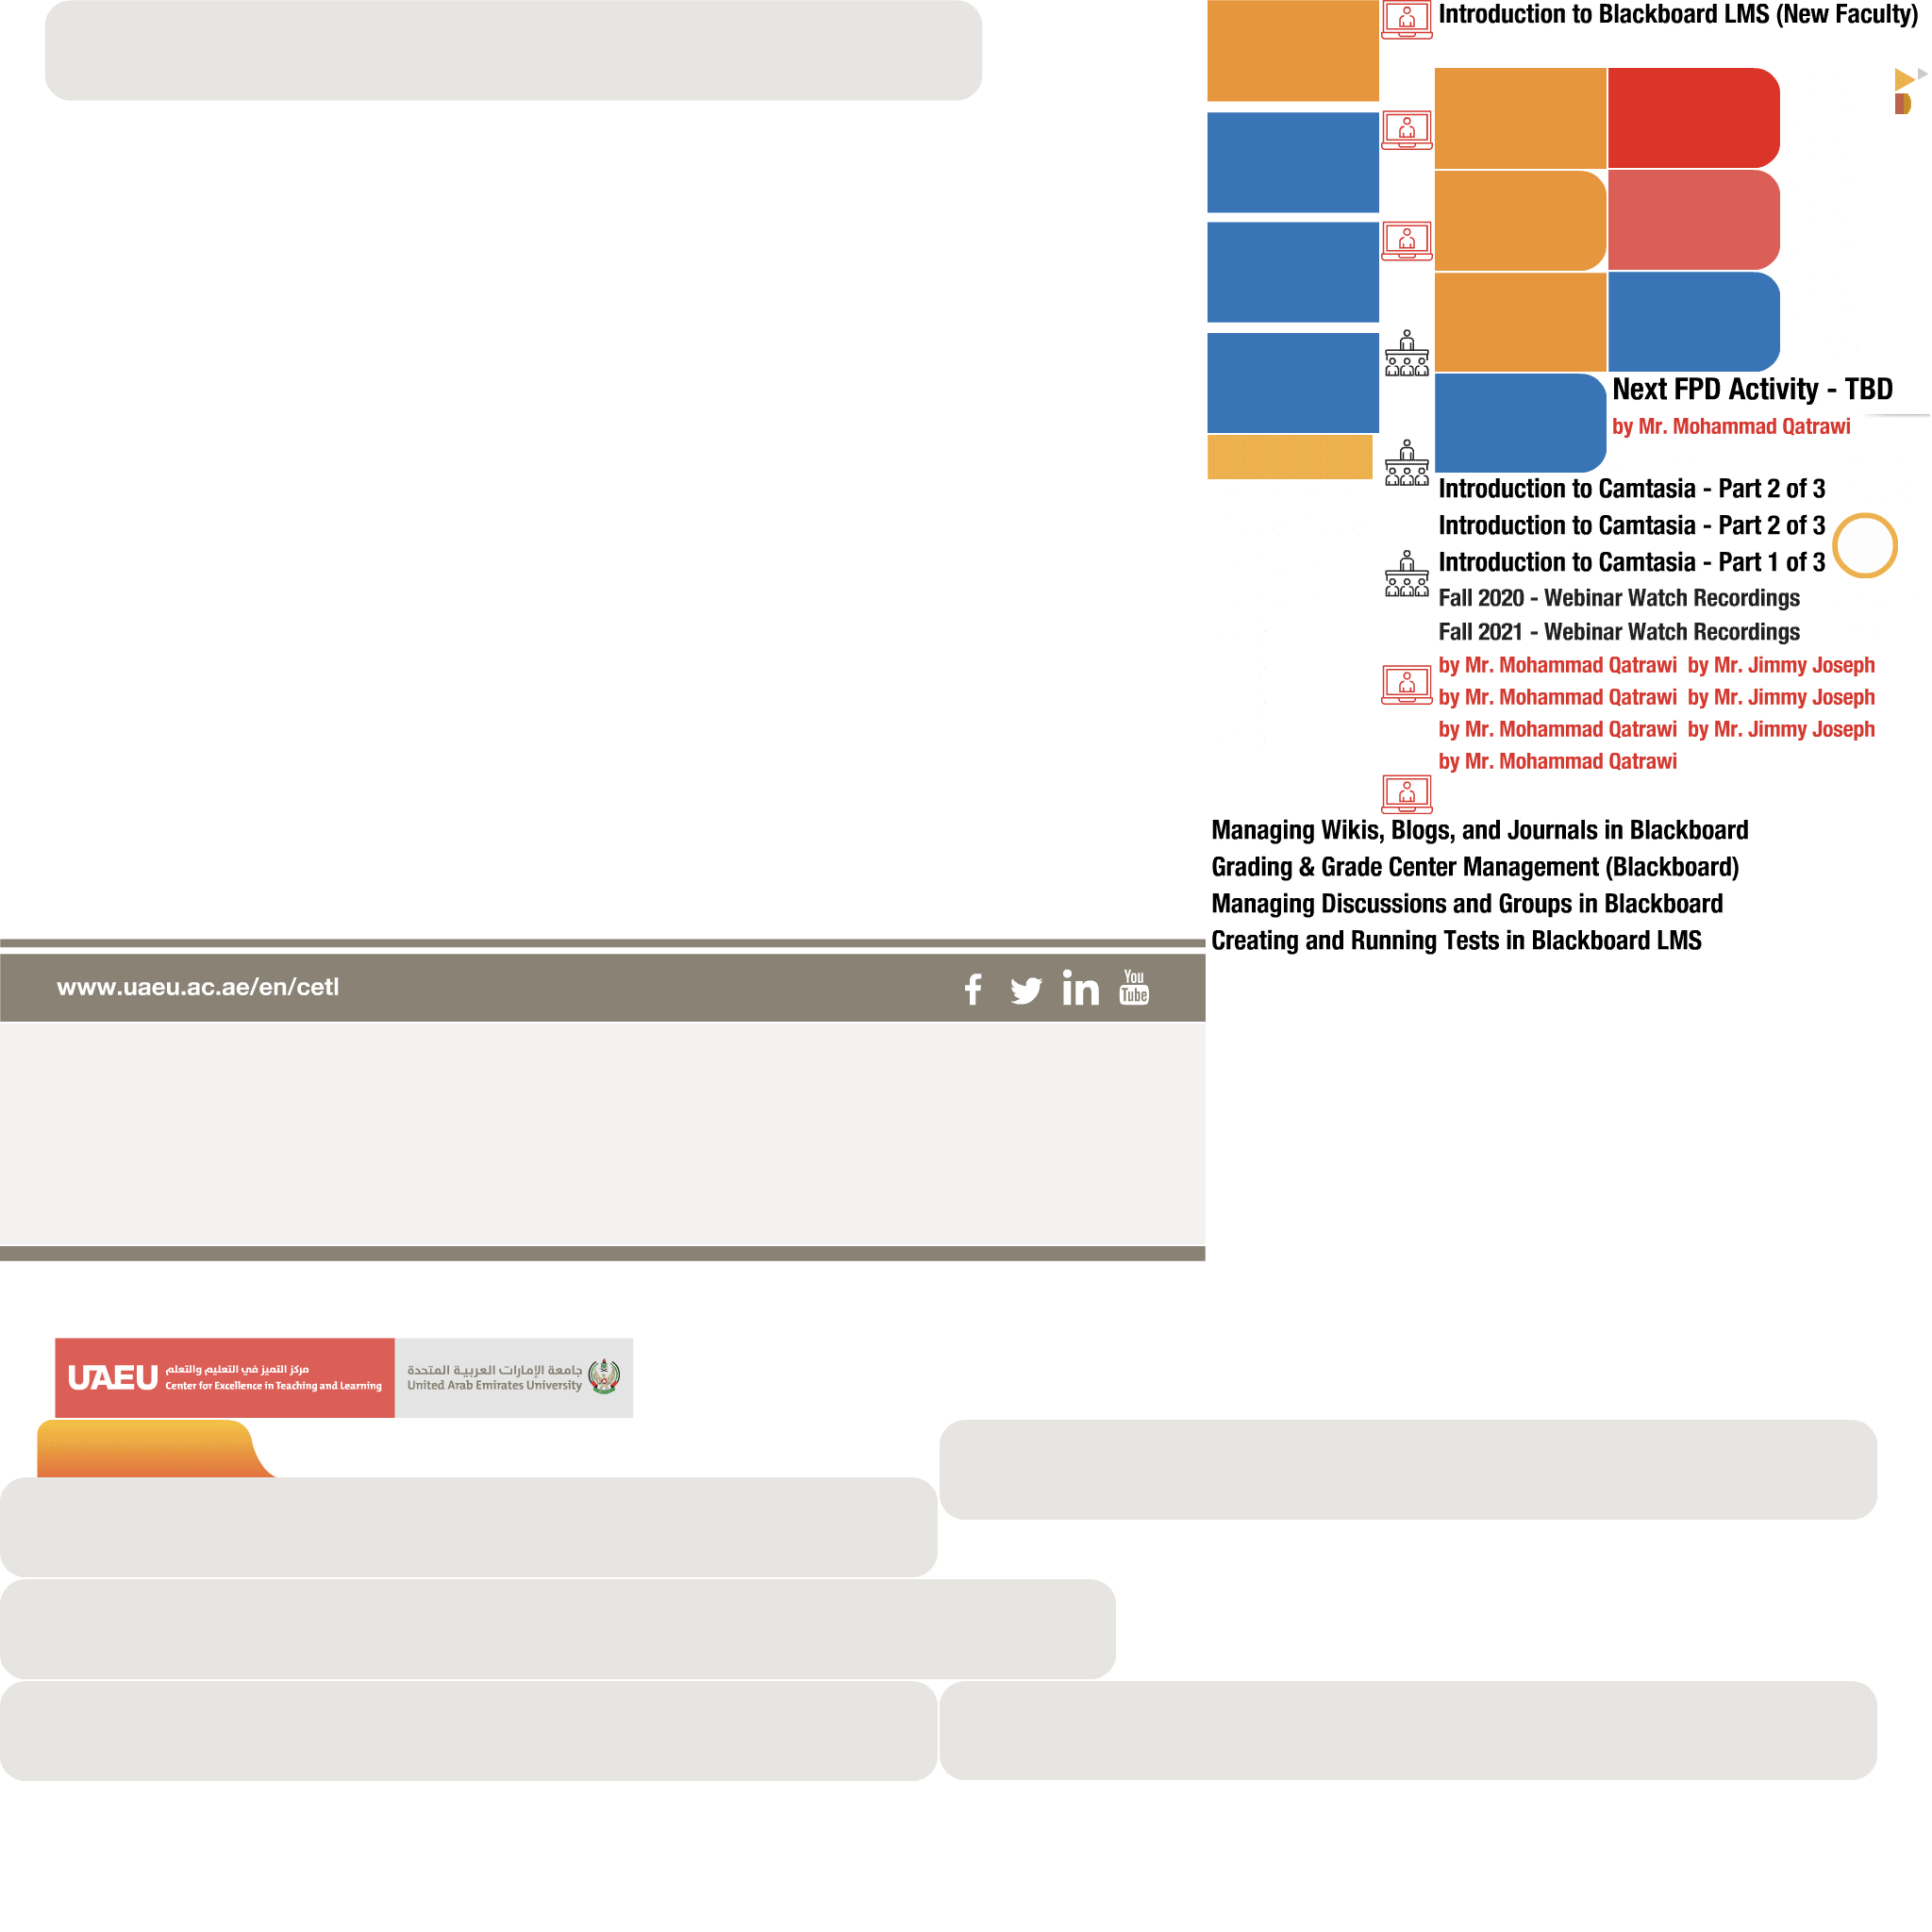 Introduction to Blackboard LMS (New Faculty)
Next FPD Activity - TBD
by Mr. Mohammad Qatrawi
Introduction to Camtasia - Part 2 of 3
Introduction to Camtasia - Part 2 of 3
Introduction to Camtasia - Part 1 of 3
Fall 2020 - Webinar Watch Recordings
Fall 2021 - Webinar Watch Recordings
by Mr. Mohammad Qatrawi by Mr. Jimmy Joseph
by Mr. Mohammad Qatrawi by Mr. Jimmy Joseph
by Mr. Mohammad Qatrawi by Mr. Jimmy Joseph
by Mr. Mohammad Qatrawi
Managing Wikis, Blogs, and Journals in Blackboard
Grading & Grade Center Management (Blackboard)
Managing Discussions and Groups in Blackboard
Creating and Running Tests in Blackboard LMS
www.uaeu.ac.ae/en/cetl
You
Tube
UAEU
مركز التميز في التعليم والتعلم
Center for Excellence in Teaching and Learning
جامعة الإمارات العربية المتحدة
United Arab Emirates University